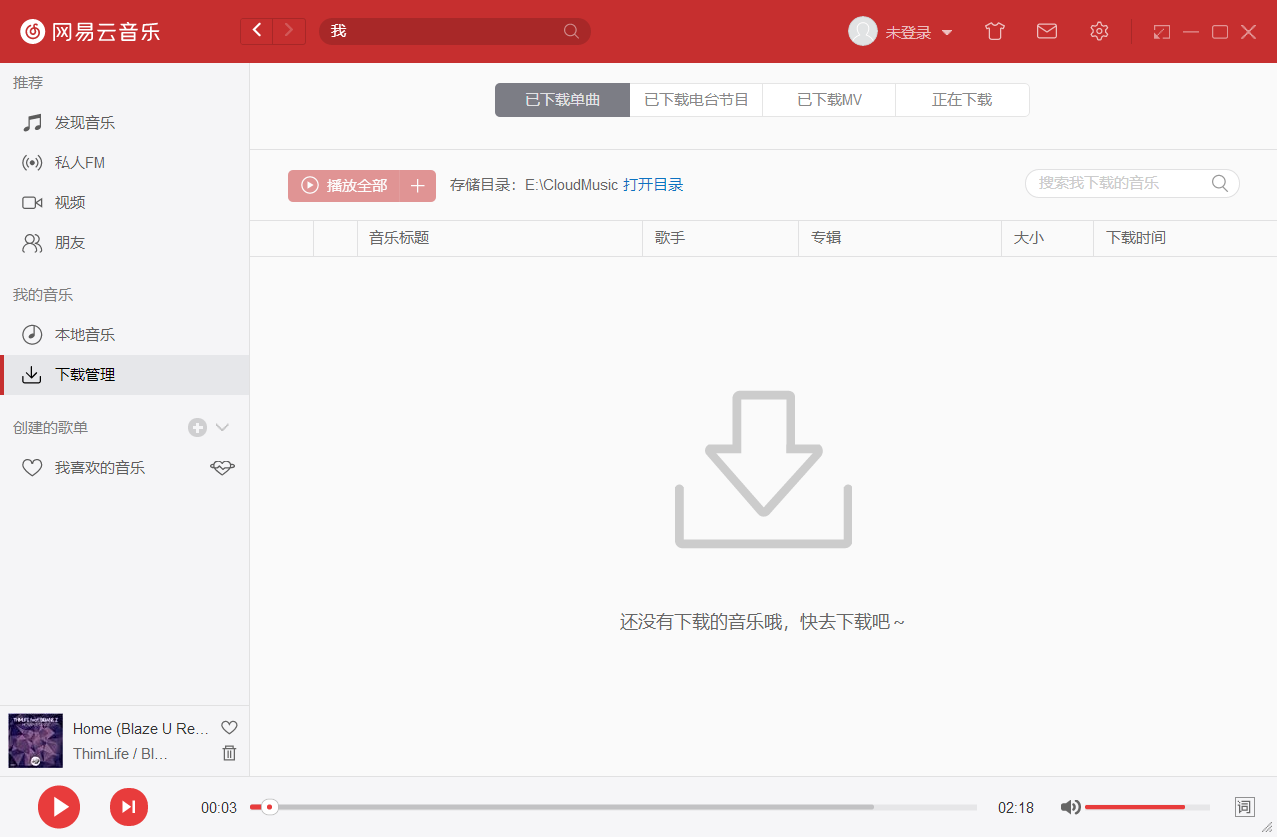 网易云音乐
我
未登录
推荐
发现音乐
私人FM
视频
朋友
我的音乐
本地音乐
下载管理
创建的歌单
我喜欢的音乐
已下载单曲 已下载电台节目 已下载MV 正在下载
播放全部 存储目录：E:\CloudMusic 打开目录 搜索我下载的音乐
音乐标题 歌手 专辑 大小 下载时间
还没有下载的音乐哦，快去下载吧～
Home (Blaze U Re...
ThimLife / Bl...
00:03 02:18 词